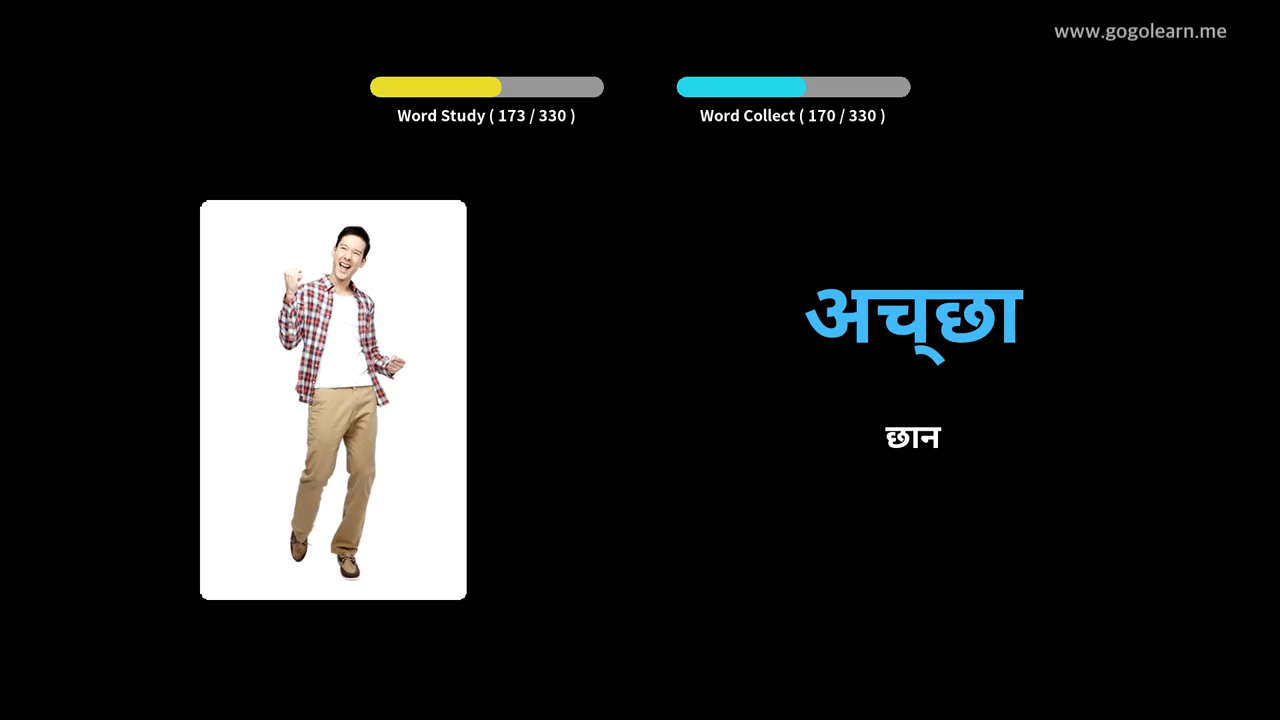 www.gogolearn.me
Word Study ( 173 / 330 )
Word Collect ( 170 / 330 )
अच्छा
छान